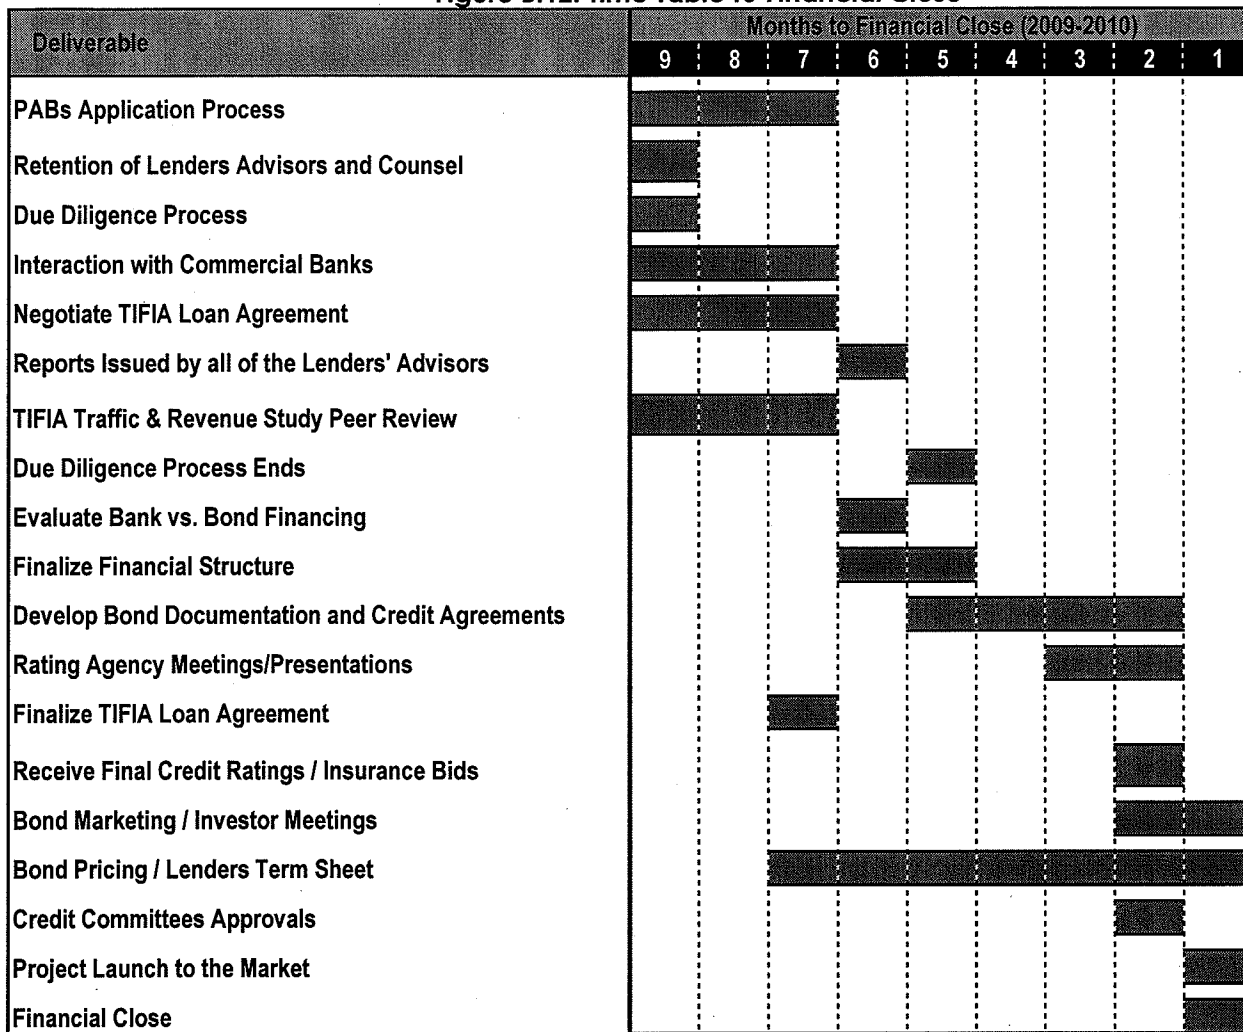 Months to Financial Close (2009-2010)
Deliverable
9 8 7 6 5 4 3 2 1
PABs Application Process
Retention of Lenders Advisors and Counsel
Due Diligence Process
Interaction with Commercial Banks
Negotiate TIFIA Loan Agreement
Reports Issued by all of the Lenders' Advisors
TIFIA Traffic & Revenue Study Peer Review
Due Diligence Process Ends
Evaluate Bank vs. Bond Financing
Finalize Financial Structure
Develop Bond Documentation and Credit Agreements
Rating Agency Meetings/Presentations
Finalize TIFIA Loan Agreement
Receive Final Credit Ratings / Insurance Bids
Bond Marketing / Investor Meetings
Bond Pricing / Lenders Term Sheet
Credit Committees Approvals
Project Launch to the Market
Financial Close